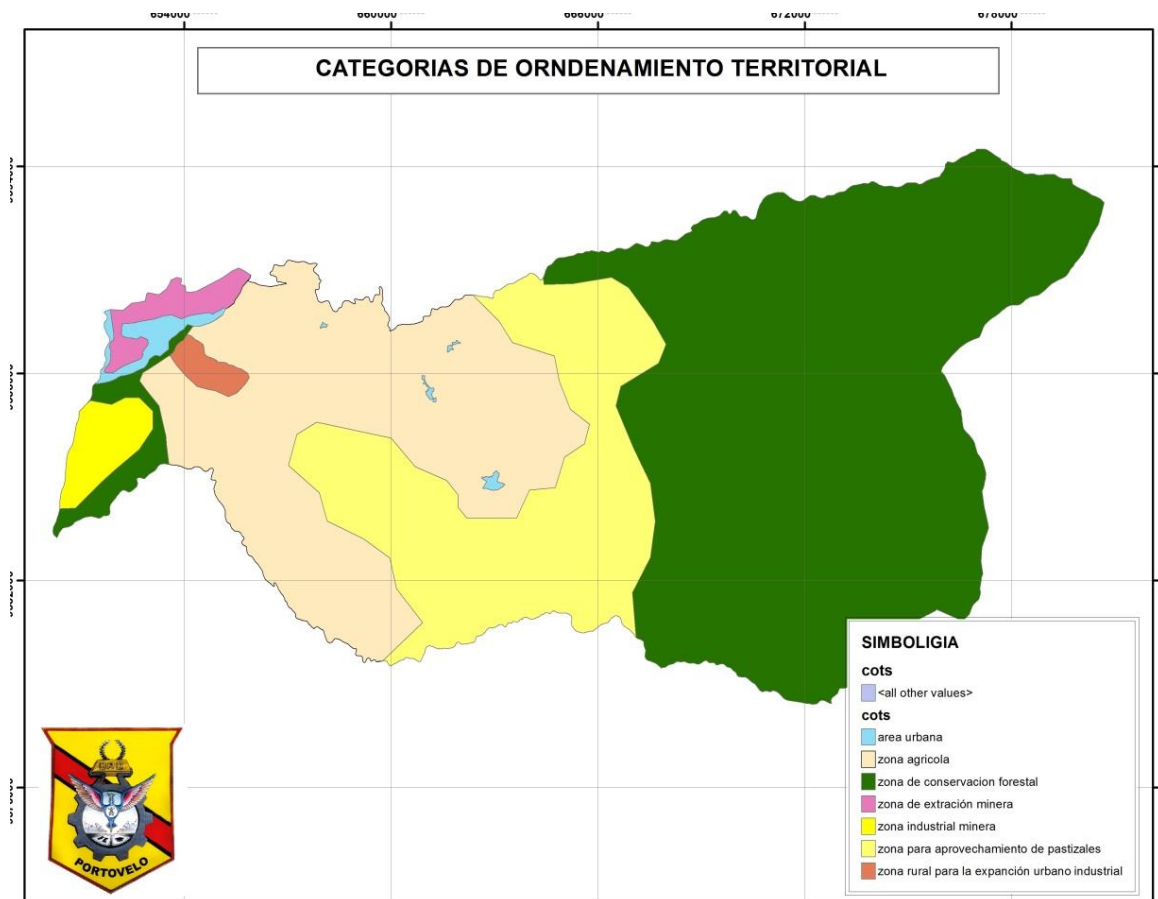 654000 660000 666000 672000 678000
CATEGORIAS DE ORNDENAMIENTO TERRITORIAL
SIMBOLIGIA
cots
<all other values>
cots
area urbana
zona agricola
zona de conservacion forestal
zona de extración minera
zona industrial minera
zona para aprovechamiento de pastizales
zona rural para la expanción urbano industrial
PORTOVELO